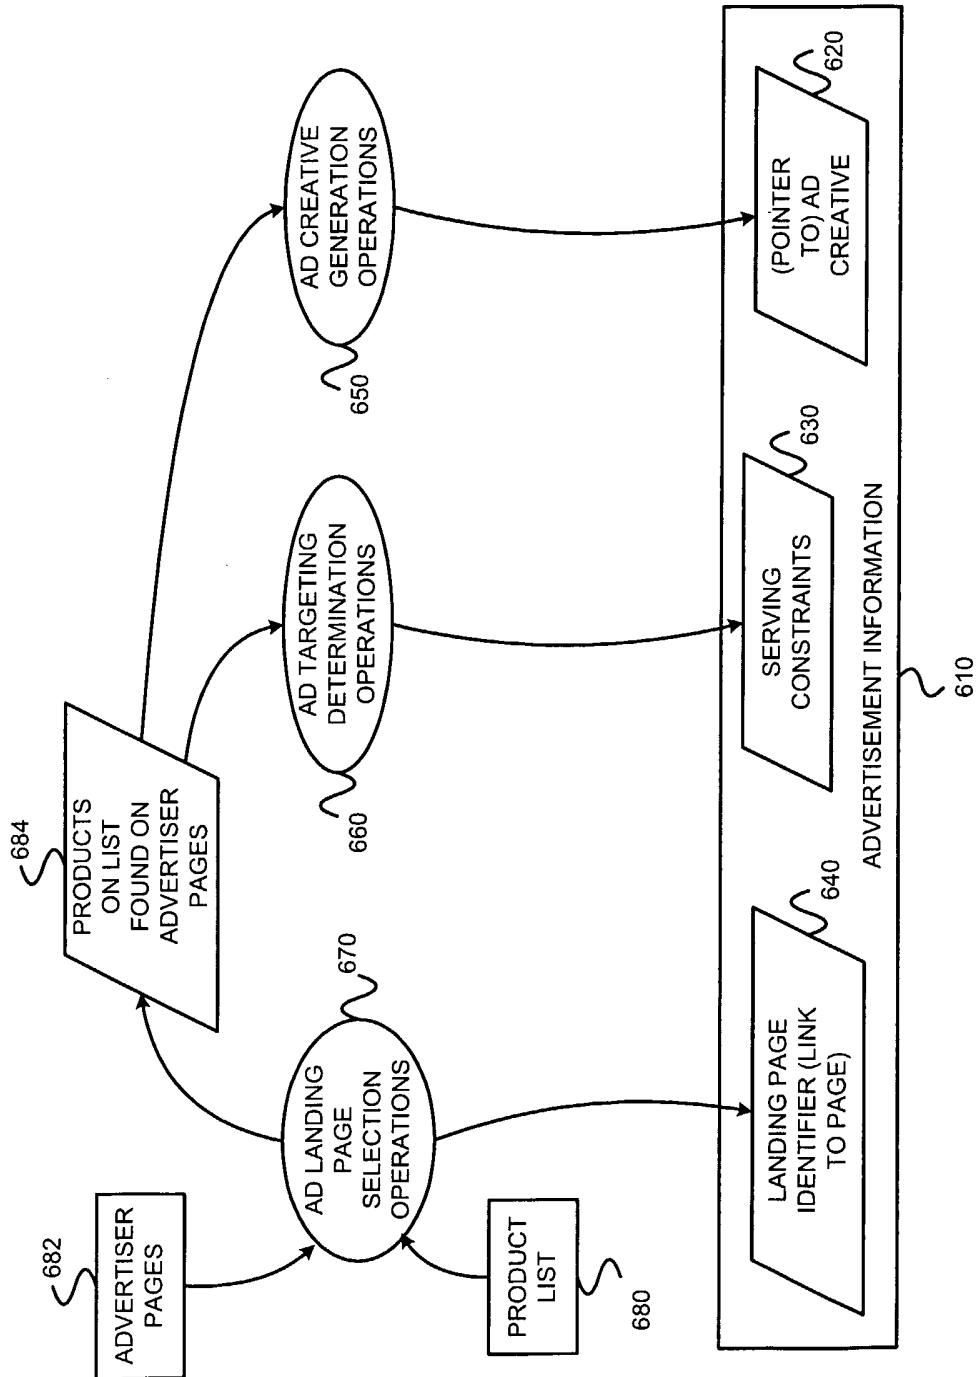 682
ADVERTISER
PAGES
PRODUCT
LIST
680
AD LANDING
PAGE
SELECTION
OPERATIONS
670
684
PRODUCTS
ON LIST
FOUND ON
ADVERTISER
PAGES
AD TARGETING
DETERMINATION
OPERATIONS
660
AD CREATIVE
GENERATION
OPERATIONS
650
LANDING PAGE
IDENTIFIER (LINK
TO PAGE)
640
SERVING
CONSTRAINTS
630
(POINTER
TO) AD
CREATIVE
620
ADVERTISEMENT INFORMATION
610